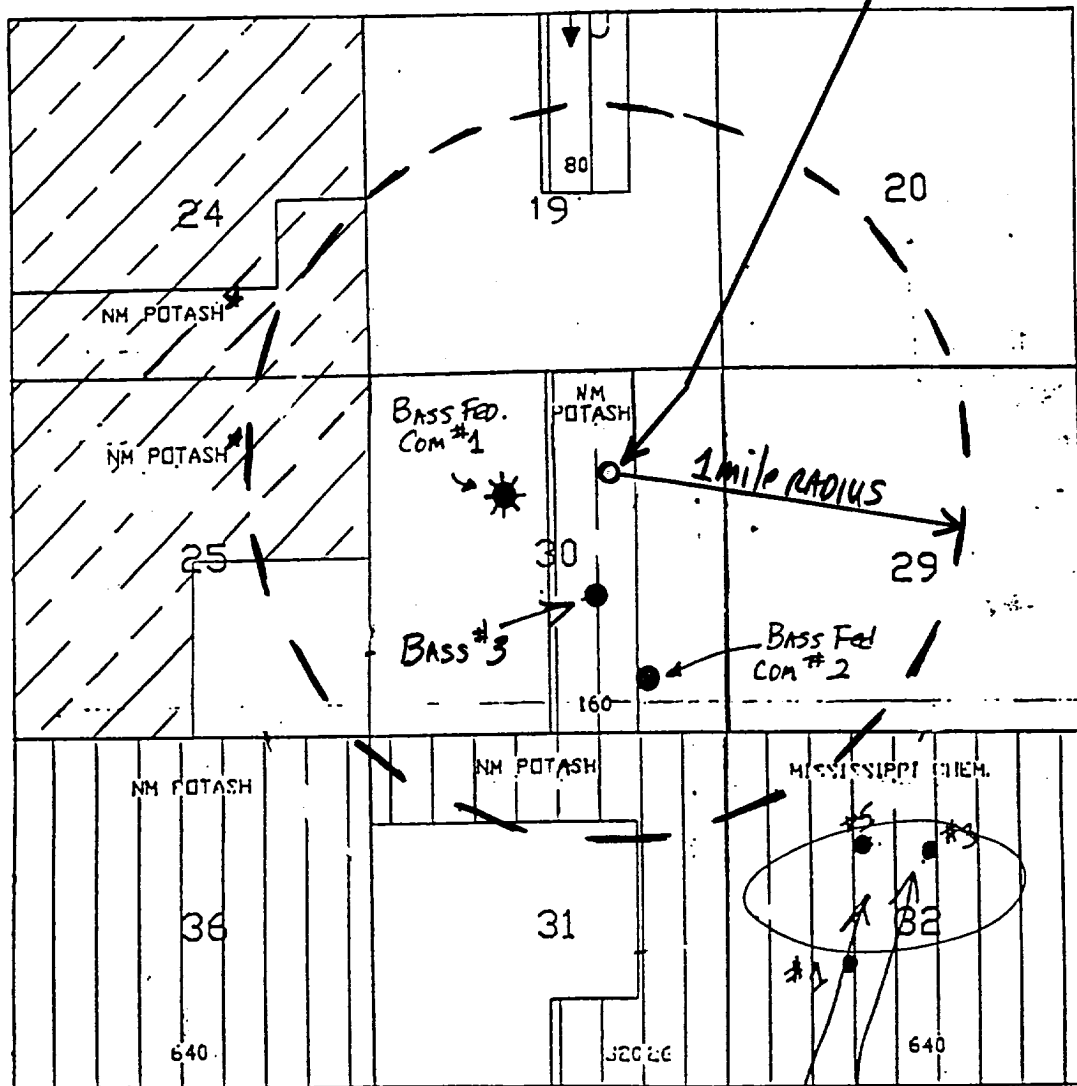 80
24
19
20
NM POTASH*
NM POTASH
BASS FED.
COM #1
NM POTASH*
1 mile RADIUS
25
30
29
BASS #3
BASS Fed
COM #2
160
NM POTASH
NM POTASH
MISSISSIPPI CHEM.
#5
#3
36
31
32
#1
640
640